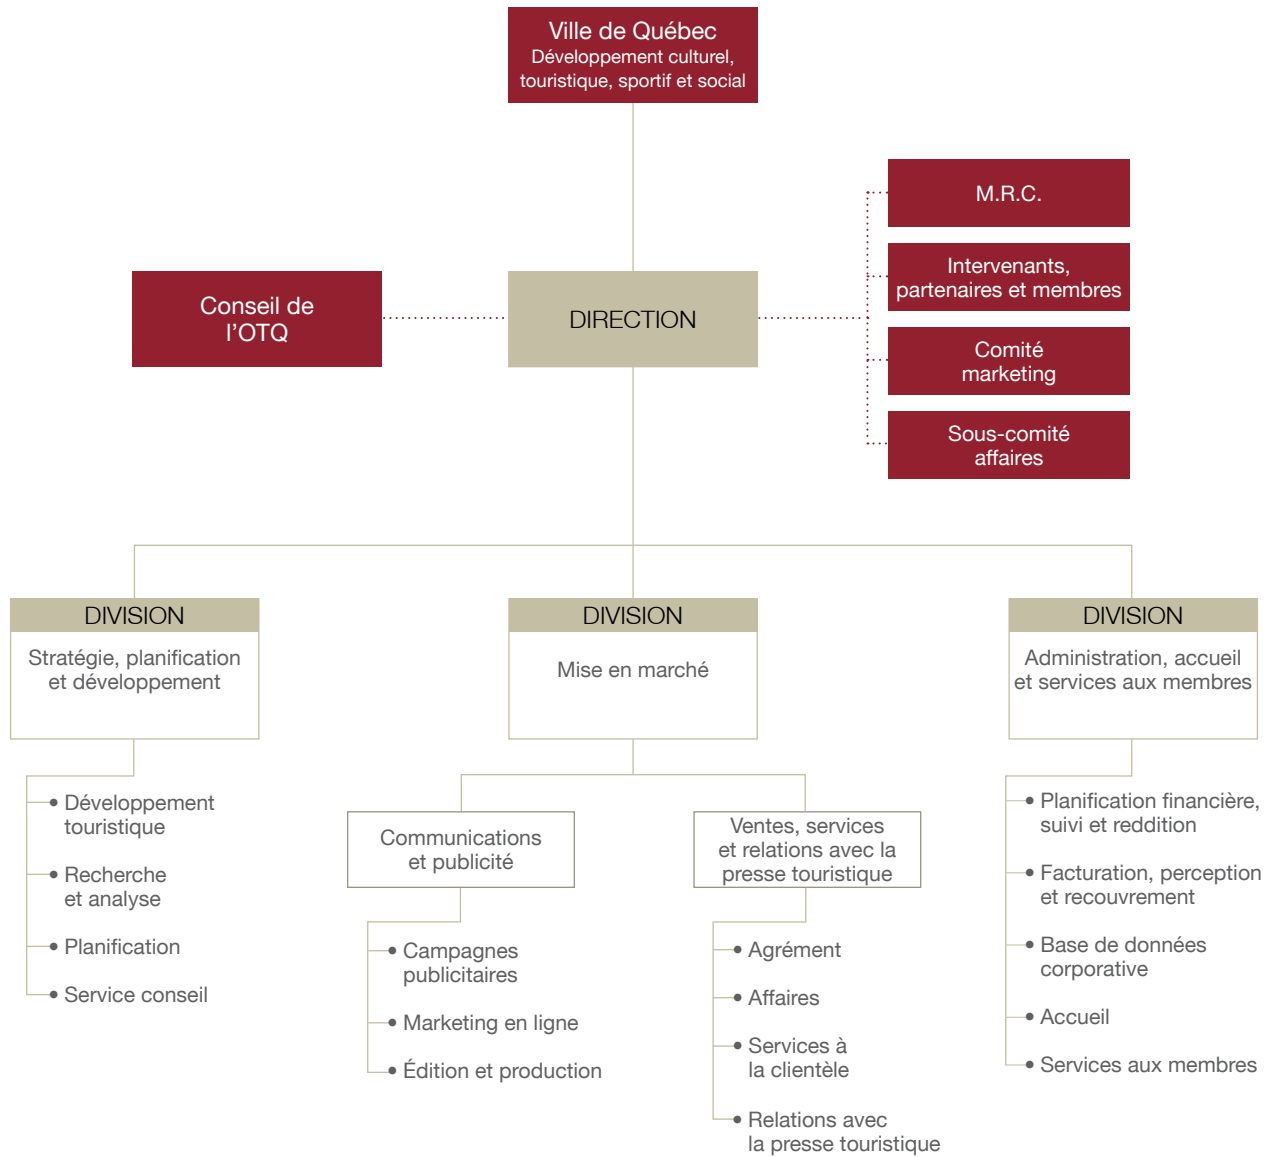 Ville de Québec
Développement culturel,
touristique, sportif et social
M.R.C.
Intervenants,
partenaires et membres
Conseil de
l’OTQ
DIRECTION
Comité
marketing
Sous-comité
affaires
DIVISION
Stratégie, planification
et développement
• Développement
touristique
• Recherche
et analyse
• Planification
• Service conseil
DIVISION
Mise en marché
Communications
et publicité
• Campagnes
publicitaires
• Marketing en ligne
• Édition et production
Ventes, services
et relations avec la
presse touristique
• Agrément
• Affaires
• Services à
la clientèle
• Relations avec
la presse touristique
DIVISION
Administration, accueil
et services aux membres
• Planification financière,
suivi et reddition
• Facturation, perception
et recouvrement
• Base de données
corporative
• Accueil
• Services aux membres